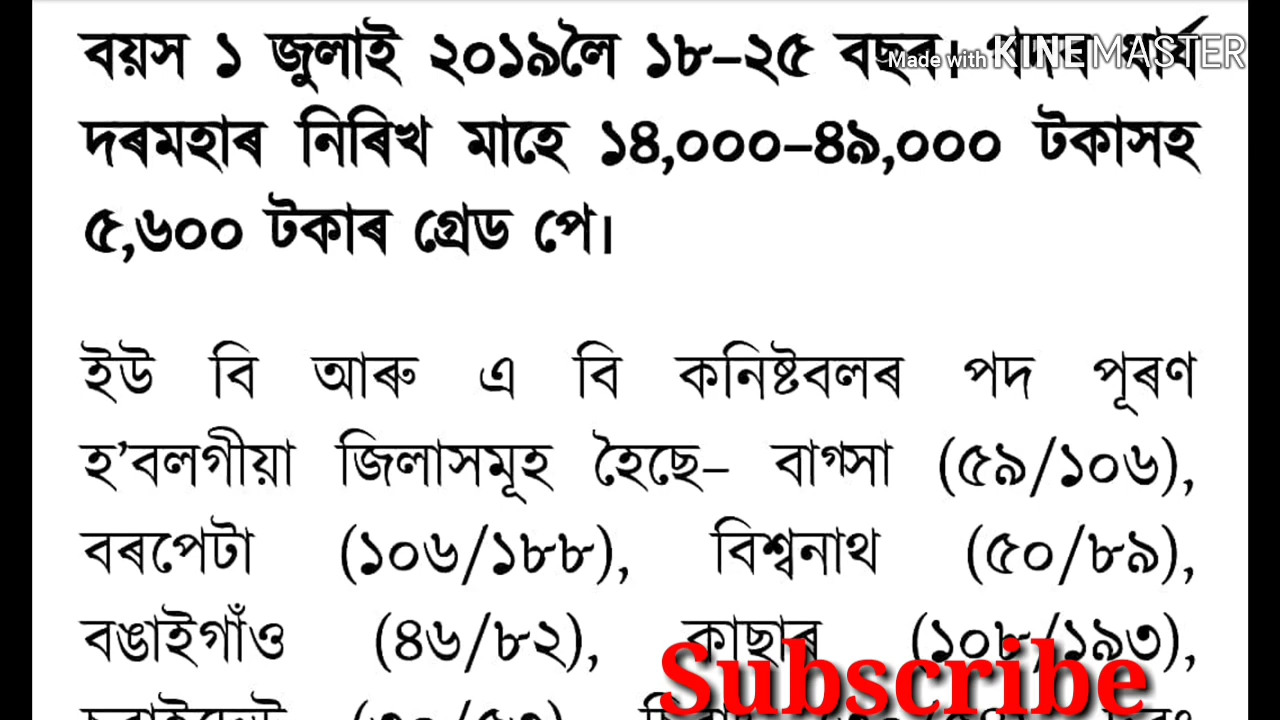 বয়স ১ জুলাই ২০১৯লৈ ১৮–২৫ বছৰ।
Made with KINEMASTER
দৰমহাৰ নিৰিখ মাহে ১৪,০০০–৪৯,০০০ টকাসহ
৫,৬০০ টকাৰ গ্ৰেড পে।
ইউ বি আৰু এ বি কনিষ্টবলৰ পদ পূৰণ
হ’বলগীয়া জিলাসমূহ হৈছে– বাগসা (৫৯/১০৬),
বৰপেটা (১০৬/১৮৮), বিশ্বনাথ (৫০/৮৯),
বঙাইগাঁও (৪৬/৮২), কাছাৰ (১০৮/১৯৩),
Subscribe